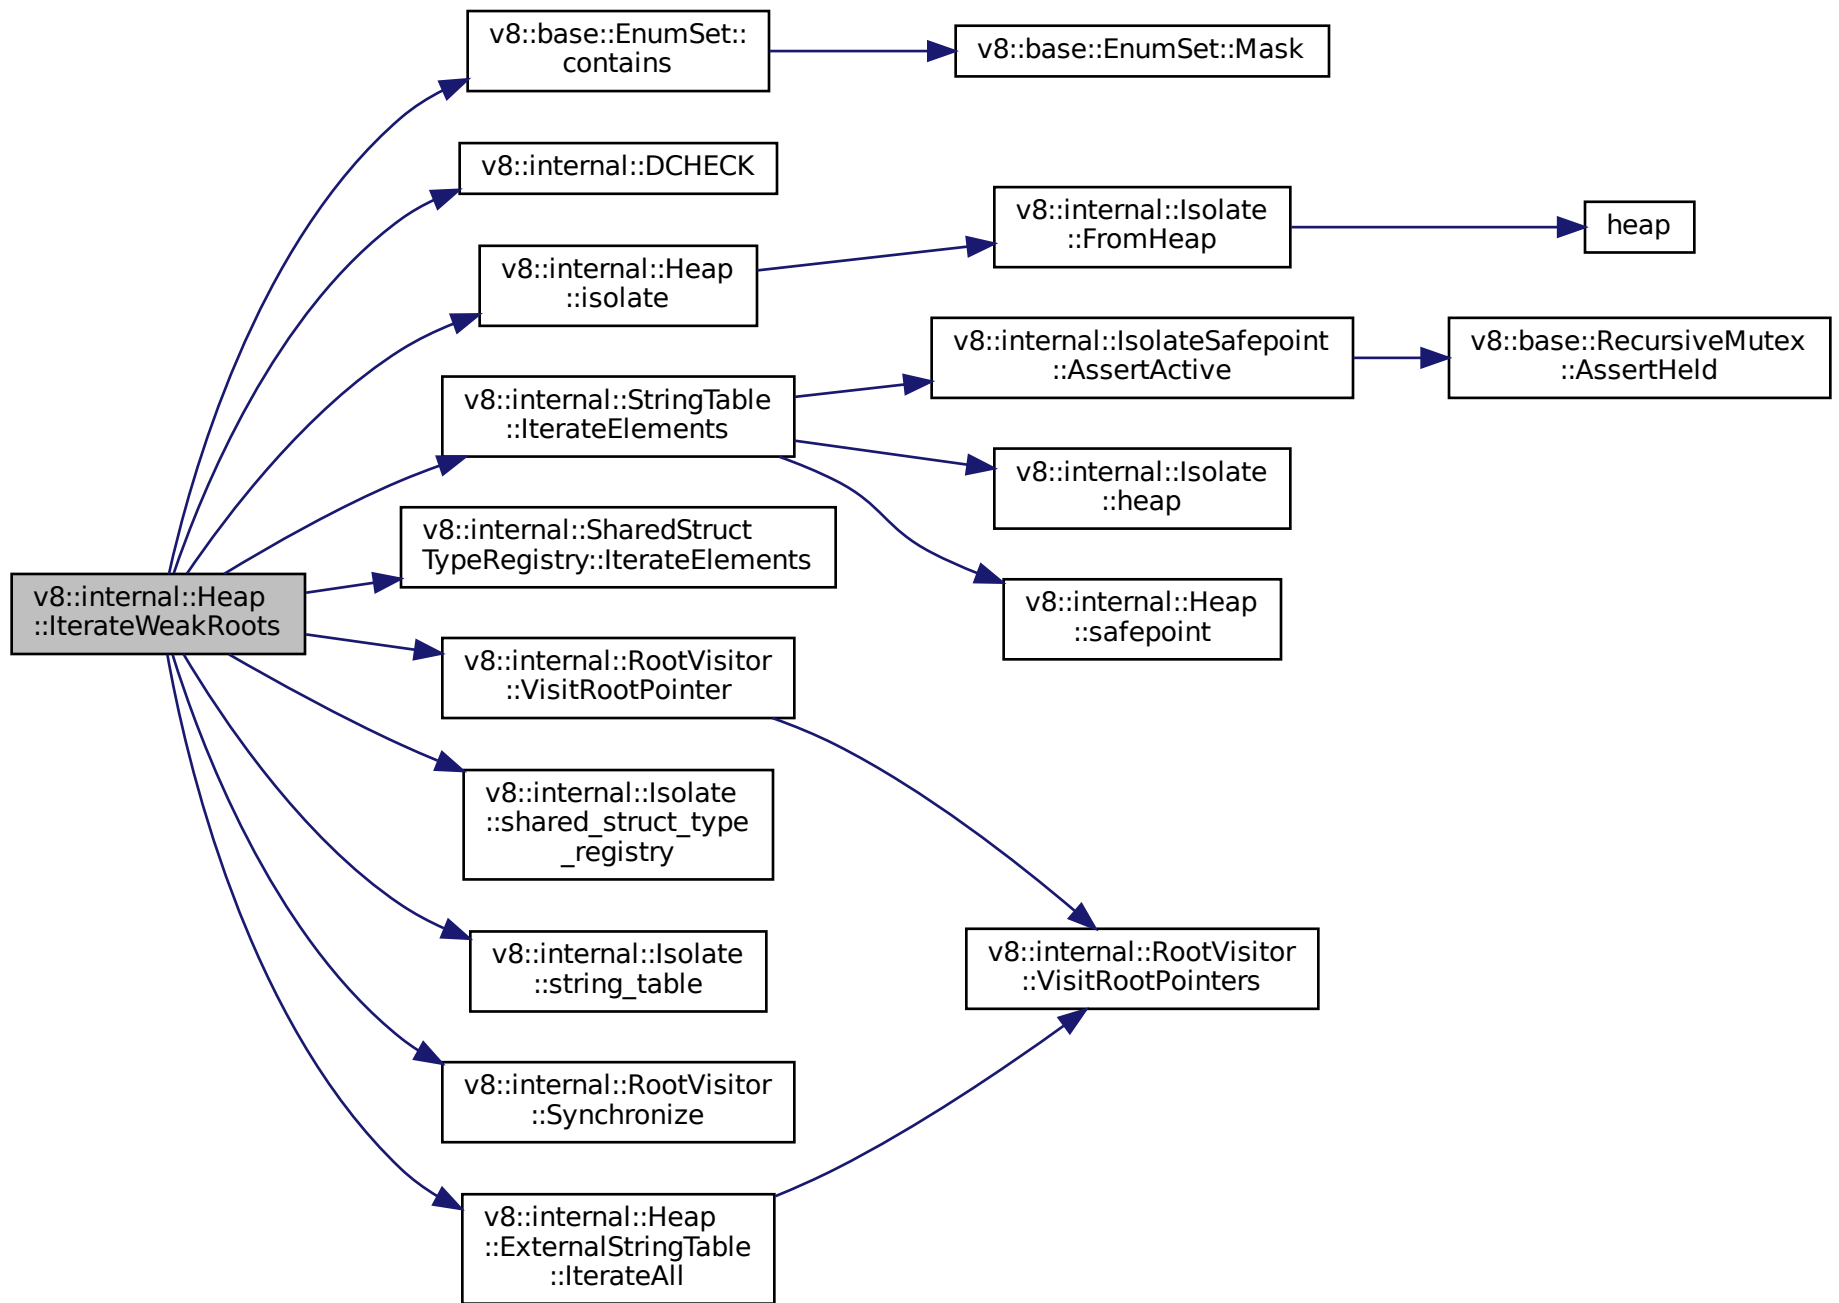 v8::base::EnumSet::
contains
v8::base::EnumSet::Mask
v8::internal::DCHECK
v8::internal::Heap
::isolate
v8::internal::Isolate
::FromHeap
heap
v8::internal::StringTable
::IterateElements
v8::internal::IsolateSafepoint
::AssertActive
v8::base::RecursiveMutex
::AssertHeld
v8::internal::Isolate
::heap
v8::internal::Heap
::safepoint
v8::internal::SharedStruct
TypeRegistry::IterateElements
v8::internal::Heap
::IterateWeakRoots
v8::internal::RootVisitor
::VisitRootPointer
v8::internal::Isolate
::shared_struct_type
_registry
v8::internal::Isolate
::string_table
v8::internal::RootVisitor
::VisitRootPointers
v8::internal::RootVisitor
::Synchronize
v8::internal::Heap
::ExternalStringTable
::IterateAll